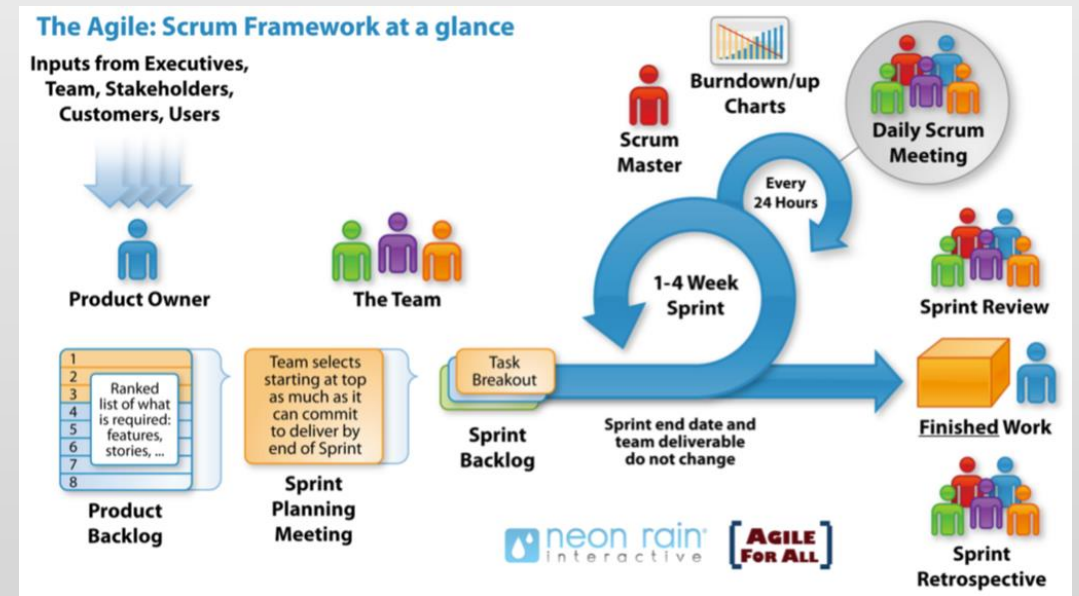 The Agile: Scrum Framework at a glance
Inputs from Executives,
Team, Stakeholders,
Customers, Users
Product Owner
The Team
Scrum
Master
Burndown/up
Charts
Daily Scrum
Meeting
Every
24 Hours
1-4 Week
Sprint
Sprint Review
1
2
3
4
5
6
7
8
Ranked
list of what
is required:
features,
stories, ...
Product
Backlog
Team selects
starting at top
as much as it
can commit
to deliver by
end of Sprint
Sprint
Planning
Meeting
Task
Breakout
Sprint
Backlog
Sprint end date and
team deliverable
do not change
Finished Work
Sprint
Retrospective
neon rain
interactive
AGILE
FOR ALL